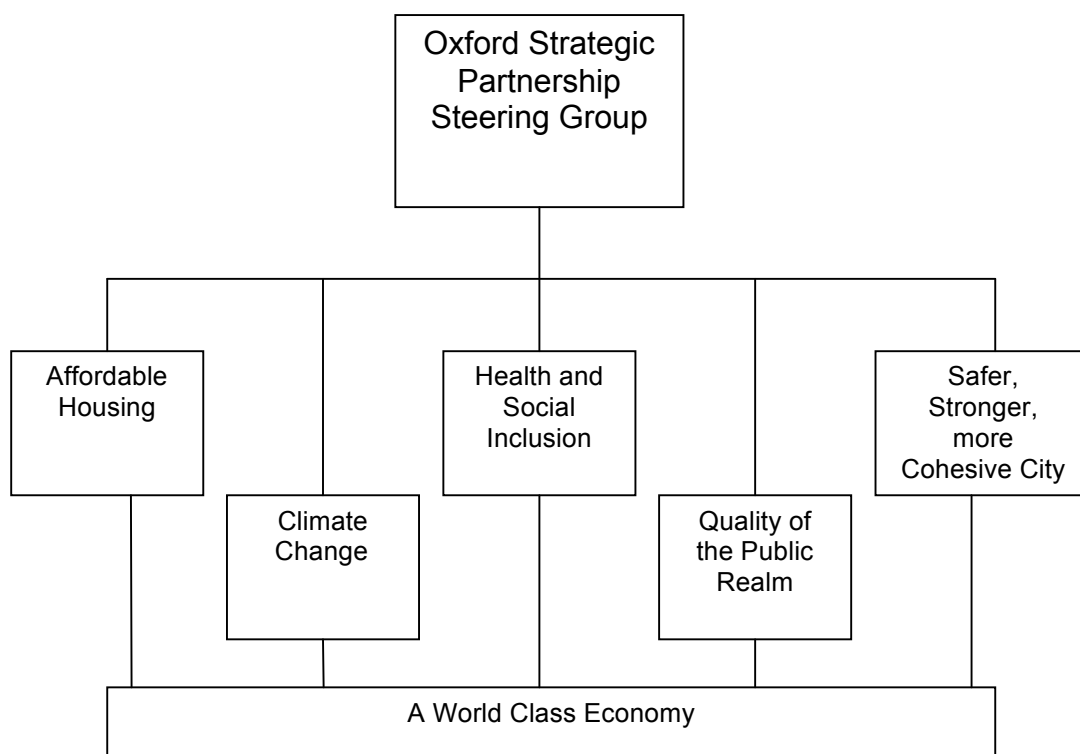 Oxford Strategic
Partnership
Steering Group
Affordable
Housing
Health and
Social
Inclusion
Safer,
Stronger,
more
Cohesive City
Climate
Change
Quality of
the Public
Realm
A World Class Economy